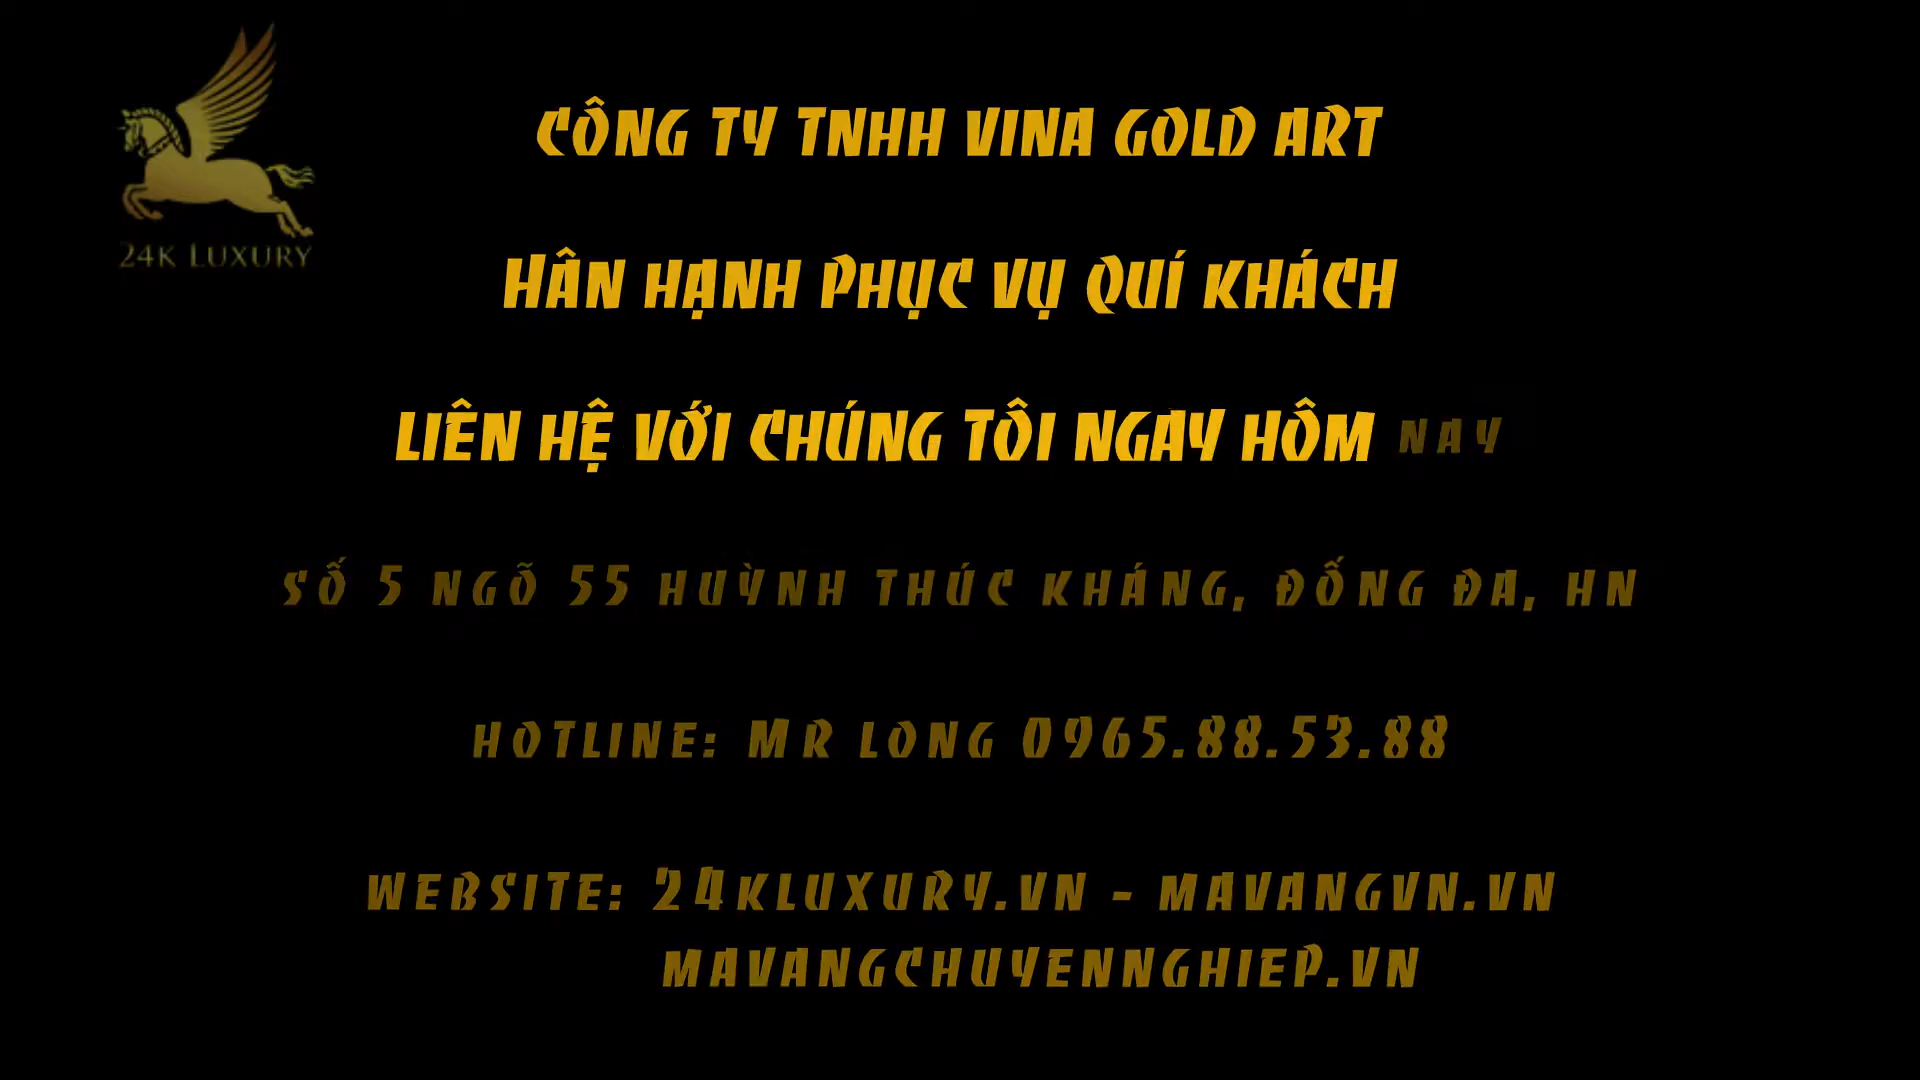 24K LUXURY
CÔNG TY TNHH VINA GOLD ART
HÂN HẠNH PHỤC VỤ QUÍ KHÁCH
LIÊN HỆ VỚI CHÚNG TÔI NGAY HÔM NAY
SỐ 5 NGÕ 55 HUỲNH THÚC KHÁNG, ĐỐNG ĐA, HN
HOTLINE: MR LONG 0965.88.53.88
WEBSITE: 24KLUXURY.VN - MAVANGVN.VN
MAVANGCHUYENNGHIEP.VN